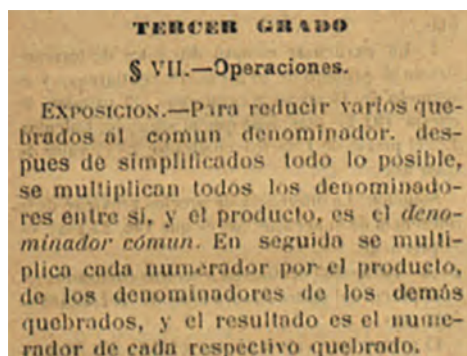 TERCER GRADO
§ VII.—Operaciones.
EXPOSICION.—Para reducir varios que-
brados al comun denominador. des-
pues de simplificados todo lo posible,
se multiplican todos los denominado-
res entre sí, y el producto, es el deno-
minador cómun. En seguida se multi-
plica cada numerador por el producto,
de los denominadores de los demás
quebrados, y el resultado es el nume-
rador de cada respectivo quebrado.